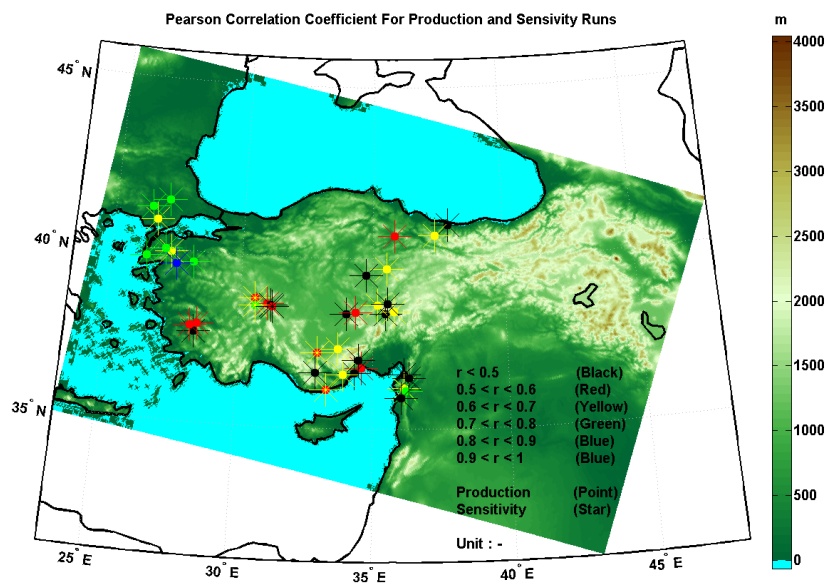 Pearson Correlation Coefficient For Production and Sensivity Runs
m
4000
3500
3000
2500
2000
1500
1000
500
0
45° N
40° N
35° N
25° E
30° E
35° E
40° E
45° E
r < 0.5 (Black)
0.5 < r < 0.6 (Red)
0.6 < r < 0.7 (Yellow)
0.7 < r < 0.8 (Green)
0.8 < r < 0.9 (Blue)
0.9 < r < 1 (Blue)
Production (Point)
Sensitivity (Star)
Unit : -